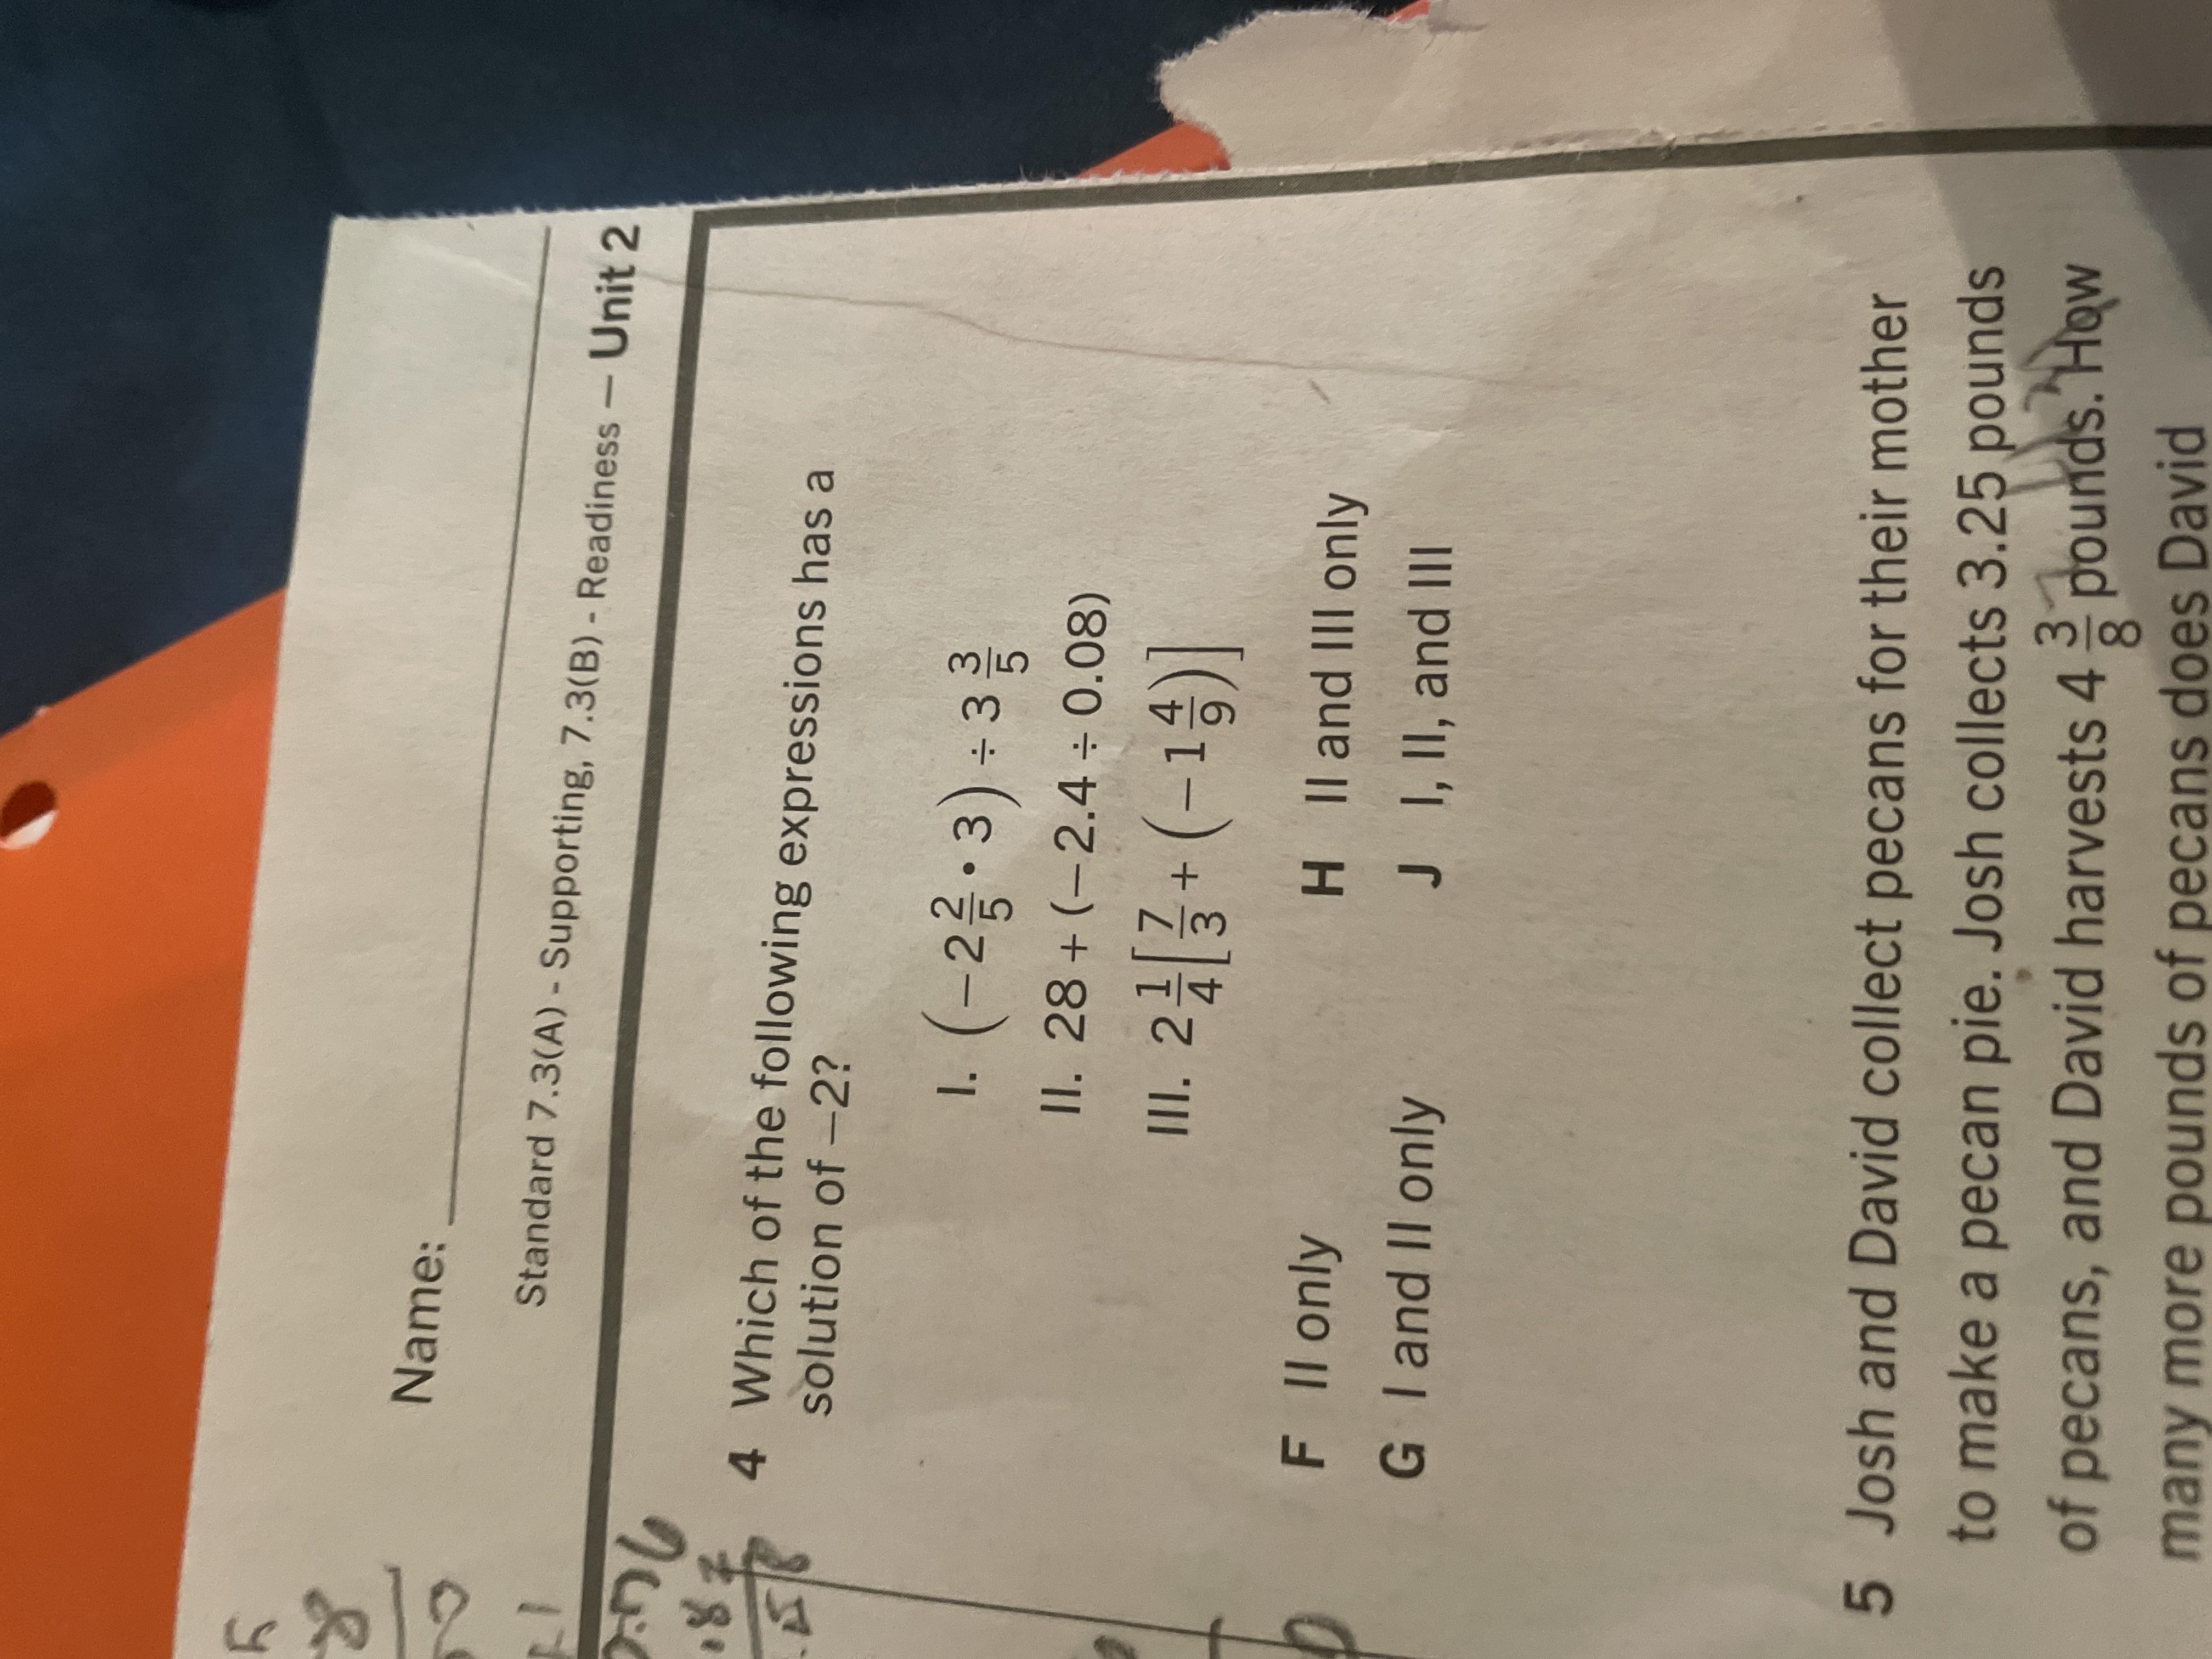 Name:
Standard 7.3(A) - Supporting, 7.3(B) - Readiness — Unit 2
4 Which of the following expressions has a
solution of −2?
I. (−2 2/5 • 3) ÷ 3 3/5
II. 28 + (−2.4 ÷ 0.08)
III. 2 1/4 [7/3 + (−1 4/9)]
F II only
H II and III only
G I and II only
J I, II, and III
5 Josh and David collect pecans for their mother
to make a pecan pie. Josh collects 3.25 pounds
of pecans, and David harvests 4 3/8 pounds. How
many more pounds of pecans does David